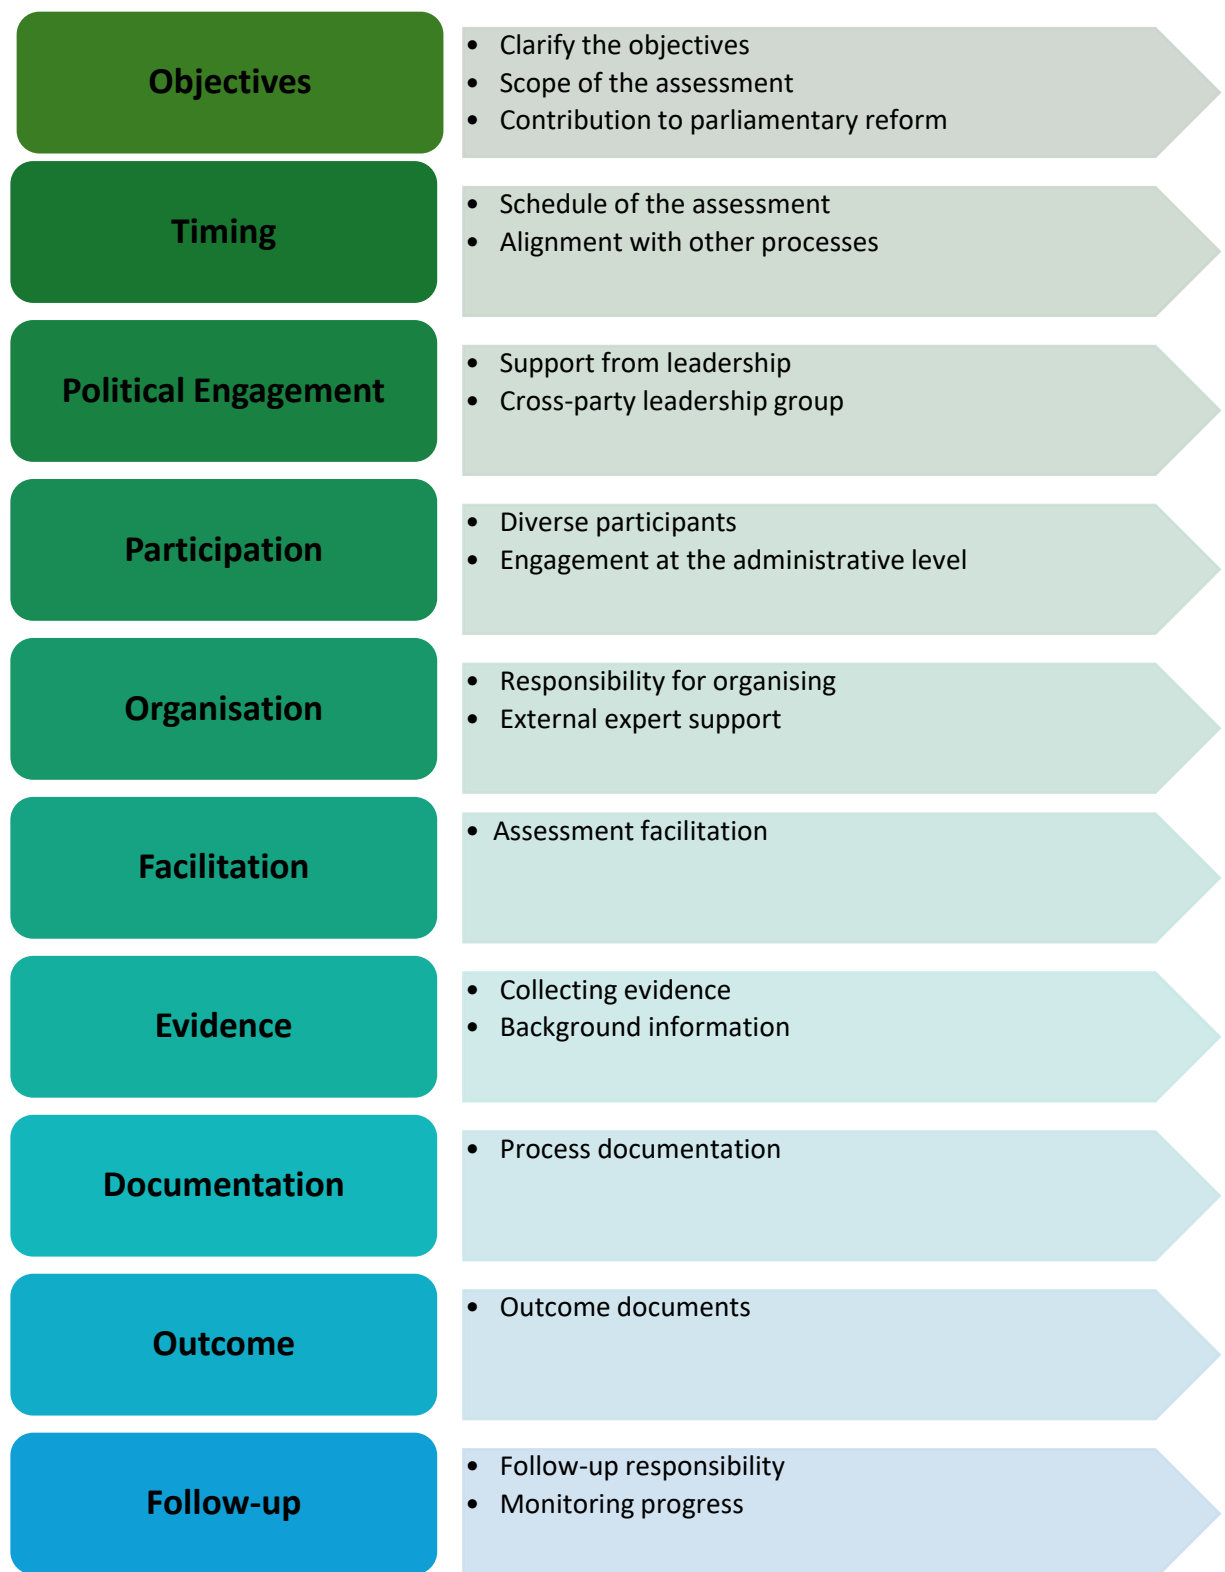 Objectives
• Clarify the objectives
• Scope of the assessment
• Contribution to parliamentary reform
Timing
• Schedule of the assessment
• Alignment with other processes
Political Engagement
• Support from leadership
• Cross-party leadership group
Participation
• Diverse participants
• Engagement at the administrative level
Organisation
• Responsibility for organising
• External expert support
Facilitation
• Assessment facilitation
Evidence
• Collecting evidence
• Background information
Documentation
• Process documentation
Outcome
• Outcome documents
Follow-up
• Follow-up responsibility
• Monitoring progress